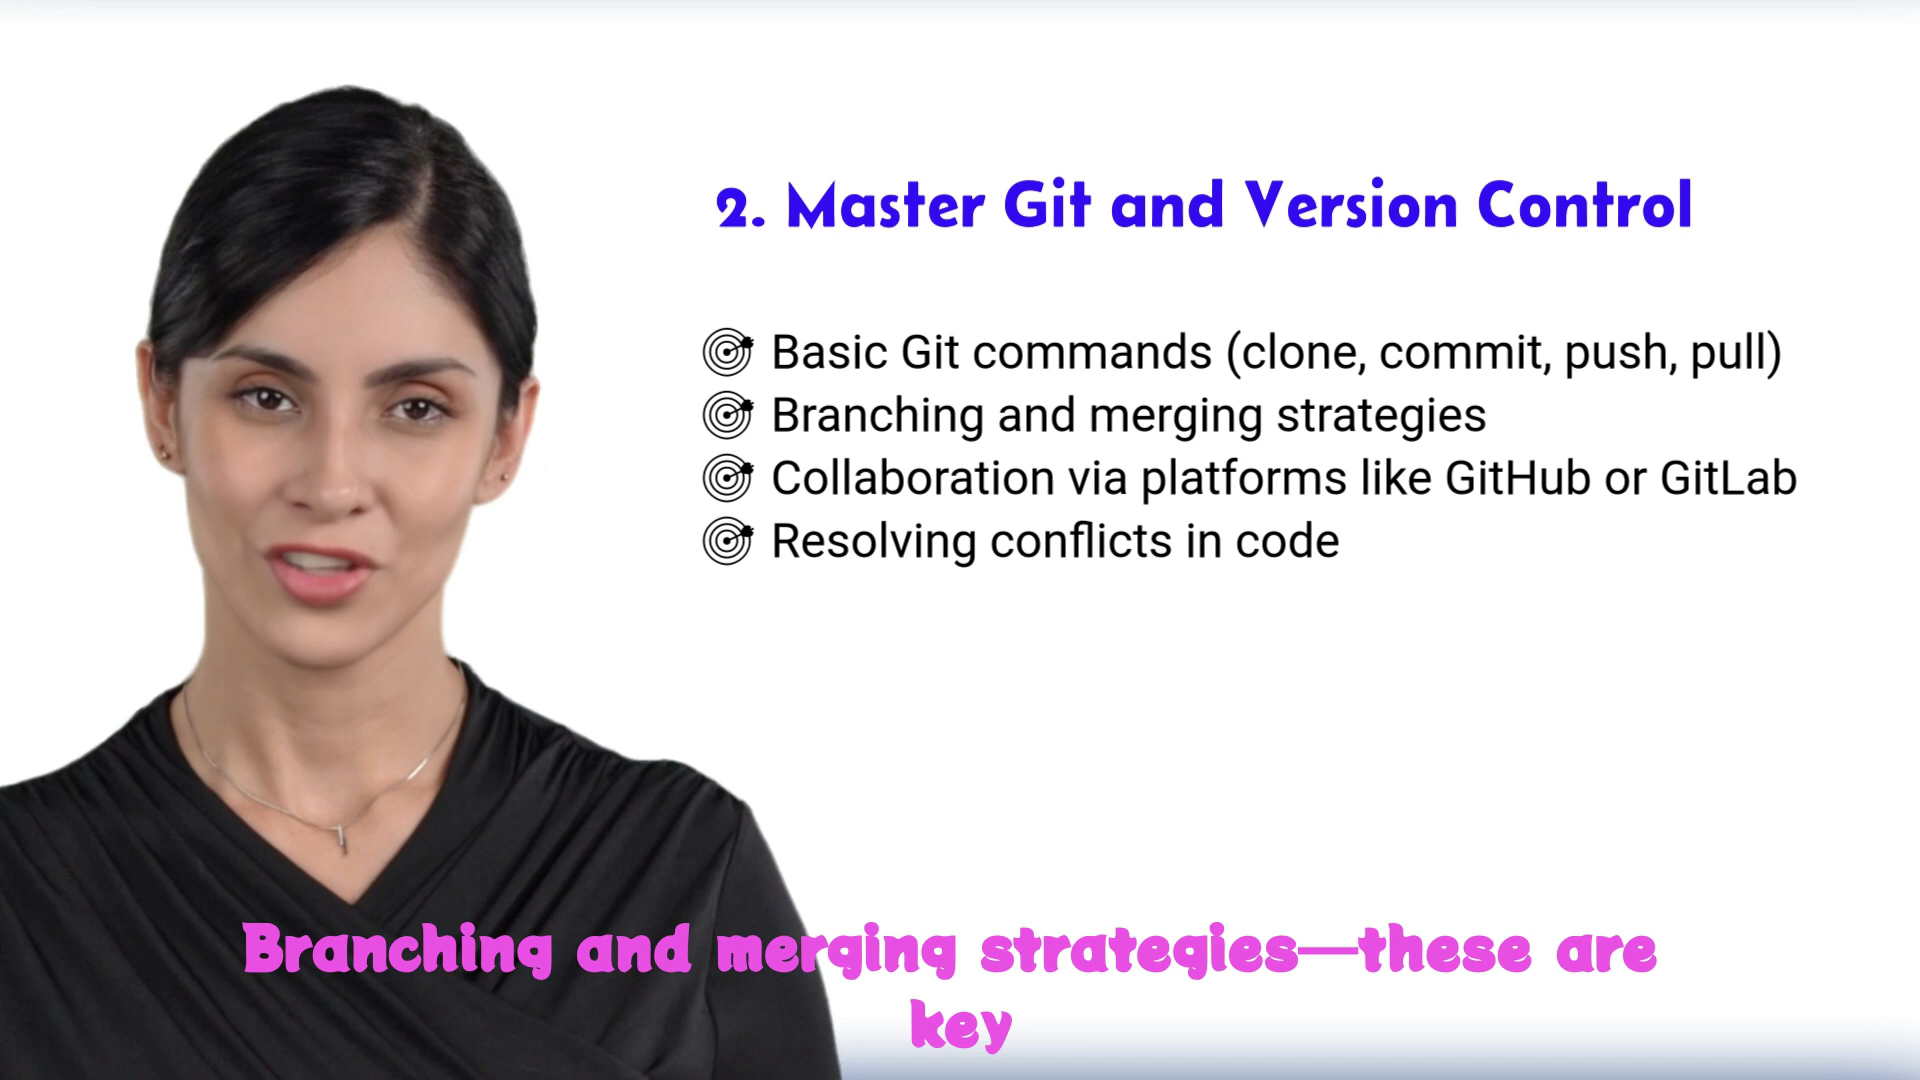 2. Master Git and Version Control
Basic Git commands (clone, commit, push, pull)
Branching and merging strategies
Collaboration via platforms like GitHub or GitLab
Resolving conflicts in code
Branching and merging strategies—these are
key